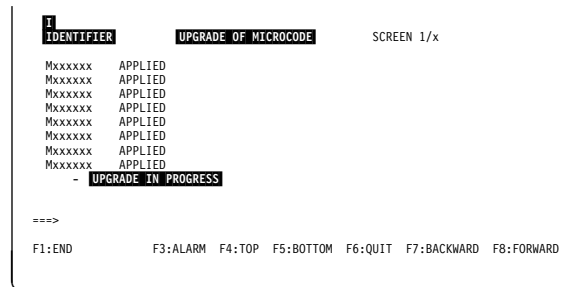 I
IDENTIFIER UPGRADE OF MICROCODE SCREEN 1/x
Mxxxxxx APPLIED
Mxxxxxx APPLIED
Mxxxxxx APPLIED
Mxxxxxx APPLIED
Mxxxxxx APPLIED
Mxxxxxx APPLIED
Mxxxxxx APPLIED
Mxxxxxx APPLIED
- UPGRADE IN PROGRESS
===>
F1:END F3:ALARM F4:TOP F5:BOTTOM F6:QUIT F7:BACKWARD F8:FORWARD